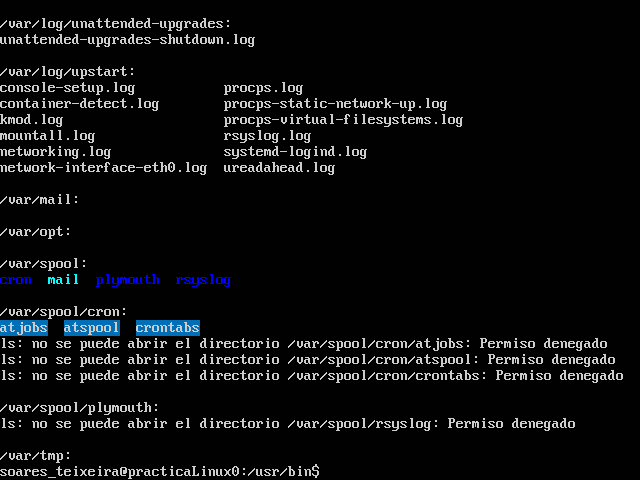 /var/log/unattended-upgrades:
unattended-upgrades-shutdown.log
/var/log/upstart:
console-setup.log procps.log
container-detect.log procps-static-network-up.log
kmod.log procps-virtual-filesystems.log
mountall.log rsyslog.log
networking.log systemd-logind.log
network-interface-eth0.log ureadahead.log
/var/mail:
/var/opt:
/var/spool:
cron mail plymouth rsyslog
/var/spool/cron:
atjobs atspool crontabs
ls: no se puede abrir el directorio /var/spool/cron/atjobs: Permiso denegado
ls: no se puede abrir el directorio /var/spool/cron/atspool: Permiso denegado
ls: no se puede abrir el directorio /var/spool/cron/crontabs: Permiso denegado
/var/spool/plymouth:
ls: no se puede abrir el directorio /var/spool/rsyslog: Permiso denegado
/var/tmp:
soares_teixeira@practicaLinux0:/usr/bin$